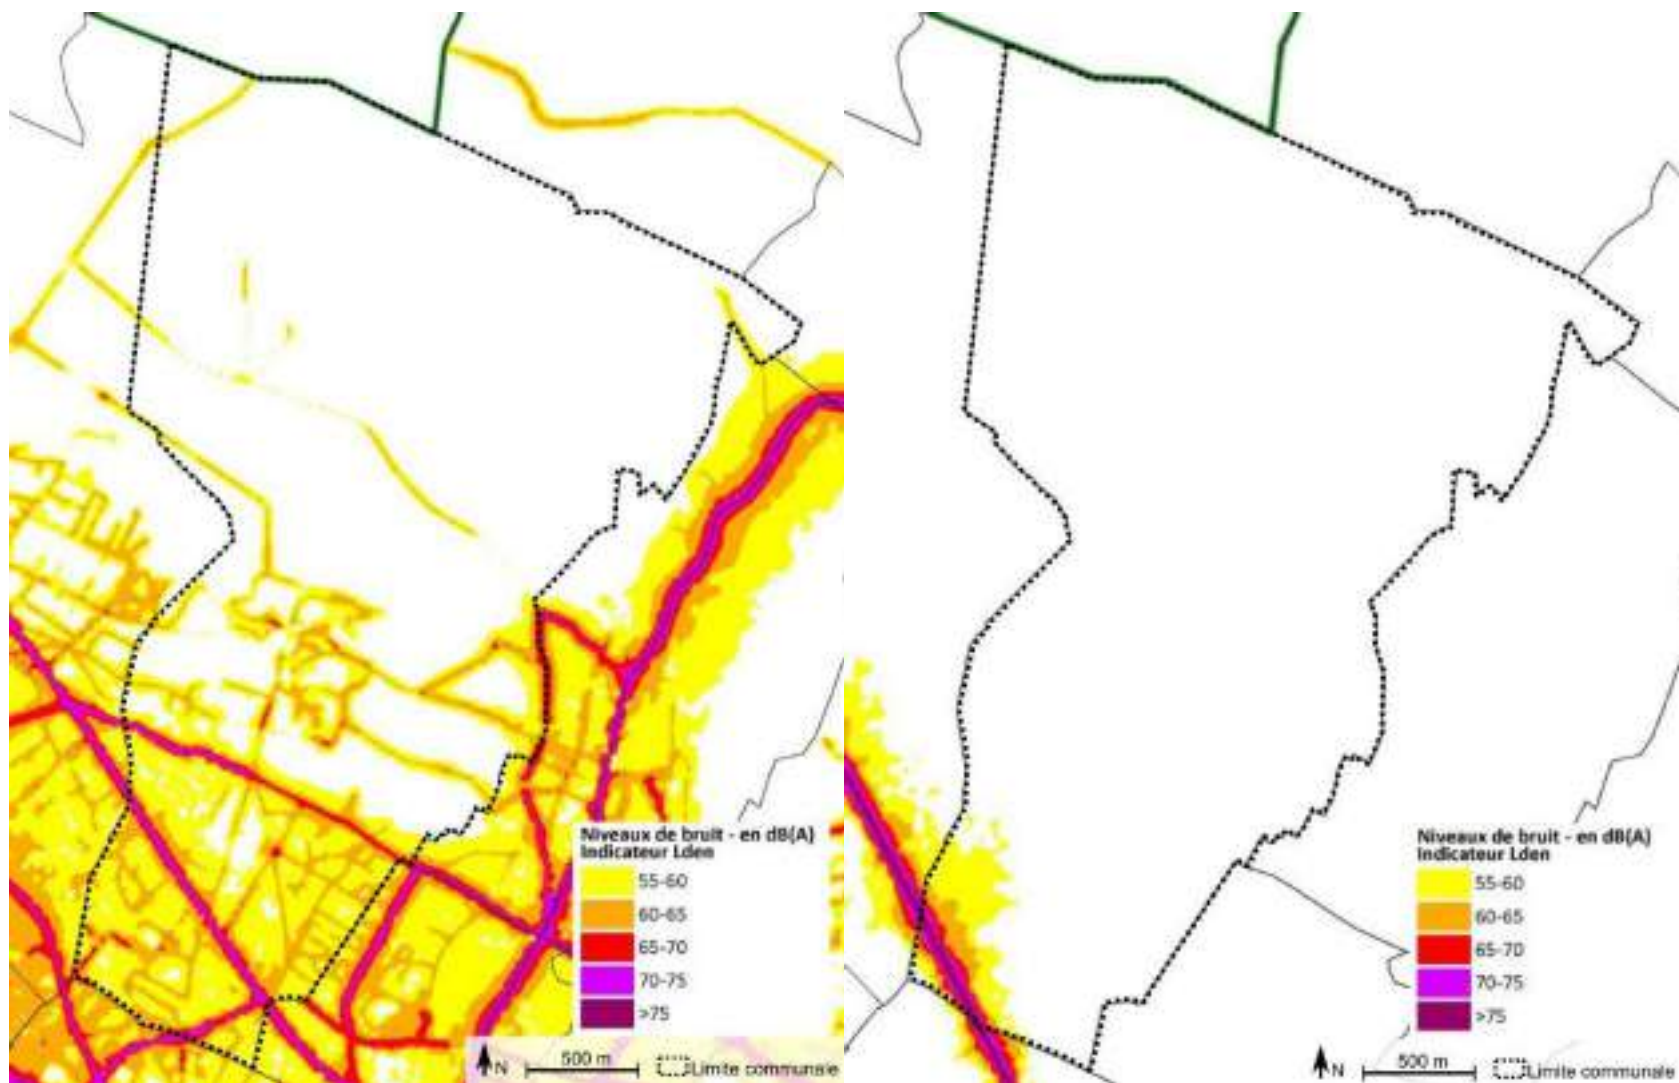 Niveaux de bruit - en dB(A)
Indicateur Lden
55-60
60-65
65-70
70-75
>75
N
500 m
Limite communale
Niveaux de bruit - en dB(A)
Indicateur Lden
55-60
60-65
65-70
70-75
>75
N
500 m
Limite communale